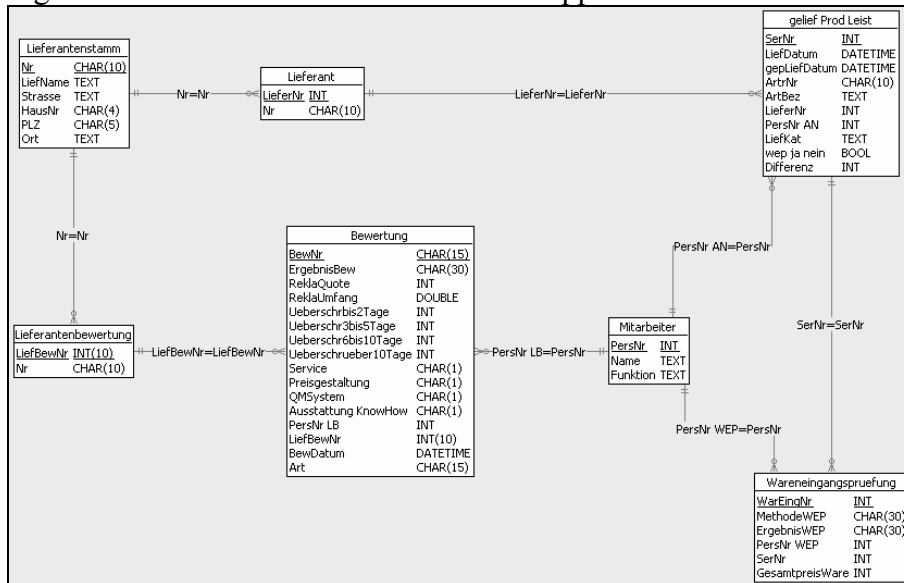 Lieferantenstamm
Nr CHAR(10)
LiefName TEXT
Strasse TEXT
HausNr CHAR(4)
PLZ CHAR(5)
Ort TEXT
Nr=Nr
Lieferant
LieferNr INT
Nr CHAR(10)
LieferNr=LieferNr
gelief Prod Leist
SerNr INT
LiefDatum DATETIME
gepLiefDatum DATETIME
ArtrNr CHAR(10)
ArtBez TEXT
LieferNr INT
PersNr AN INT
LiefKat TEXT
wep ja nein BOOL
Differenz INT
Nr=Nr
Bewertung
BewNr CHAR(15)
ErgebnisBew CHAR(30)
ReklaQuote INT
ReklaUmfang DOUBLE
Ueberschrbis2Tage INT
Ueberschr3bis5Tage INT
Ueberschr6bis10Tage INT
Ueberschrueber10Tage INT
Service CHAR(1)
Preisgestaltung CHAR(1)
QMSystem CHAR(1)
Ausstattung KnowHow CHAR(1)
PersNr LB INT
LiefBewNr INT(10)
BewDatum DATETIME
Art CHAR(15)
PersNr AN=PersNr
Lieferantenbewertung
LiefBewNr INT(10)
Nr CHAR(10)
LiefBewNr=LiefBewNr
PersNr LB=PersNr
Mitarbeiter
PersNr INT
Name TEXT
Funktion TEXT
SerNr=SerNr
PersNr WEP=PersNr
Wareneingangspruefung
WarEingNr INT
MethodeWEP CHAR(30)
ErgebnisWEP CHAR(30)
PersNr WEP INT
SerNr INT
GesamtpreisWare INT